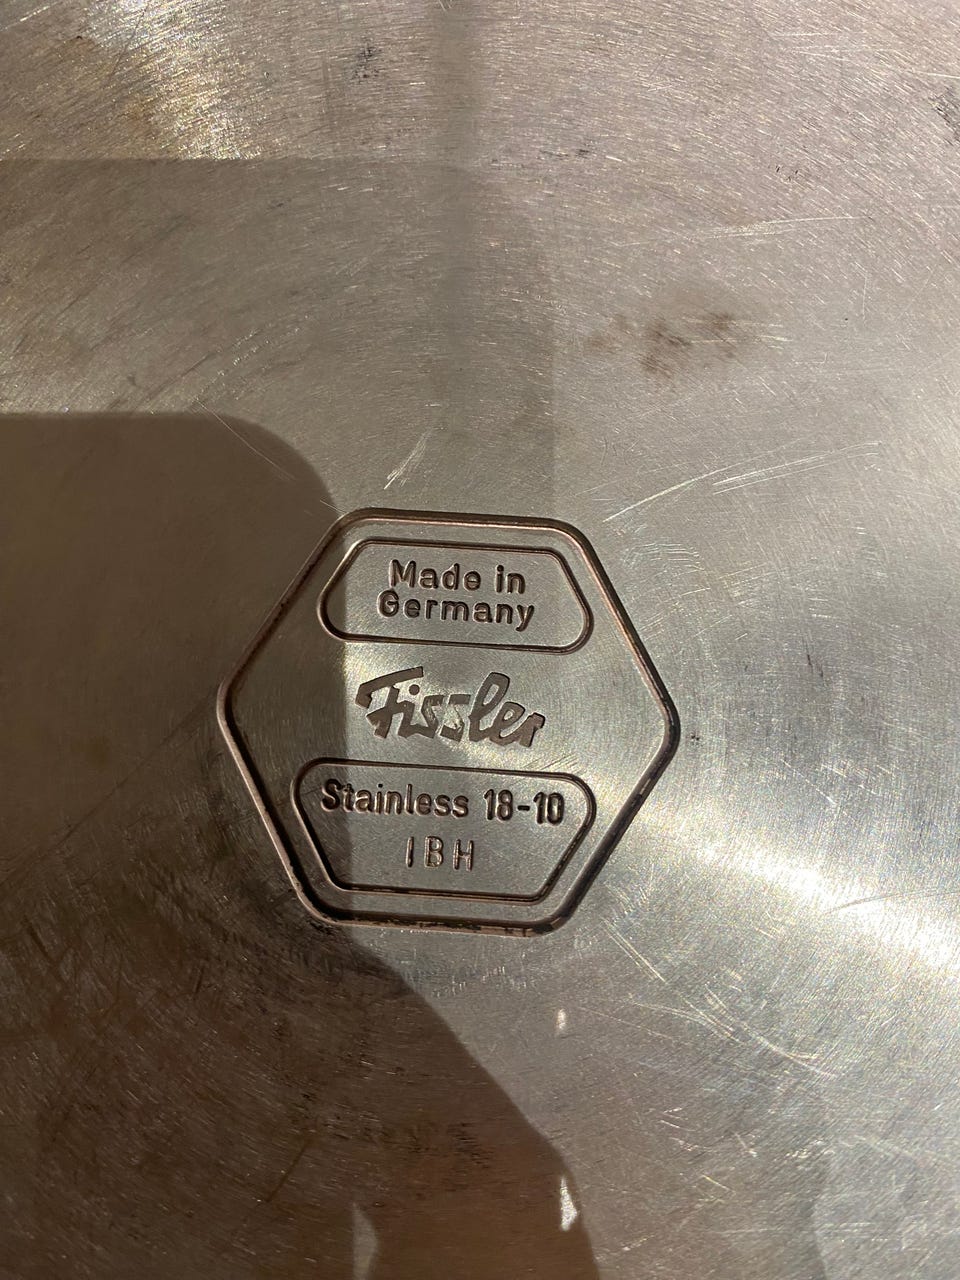 Made in
Germany
Fissler
Stainless 18-10
IBH